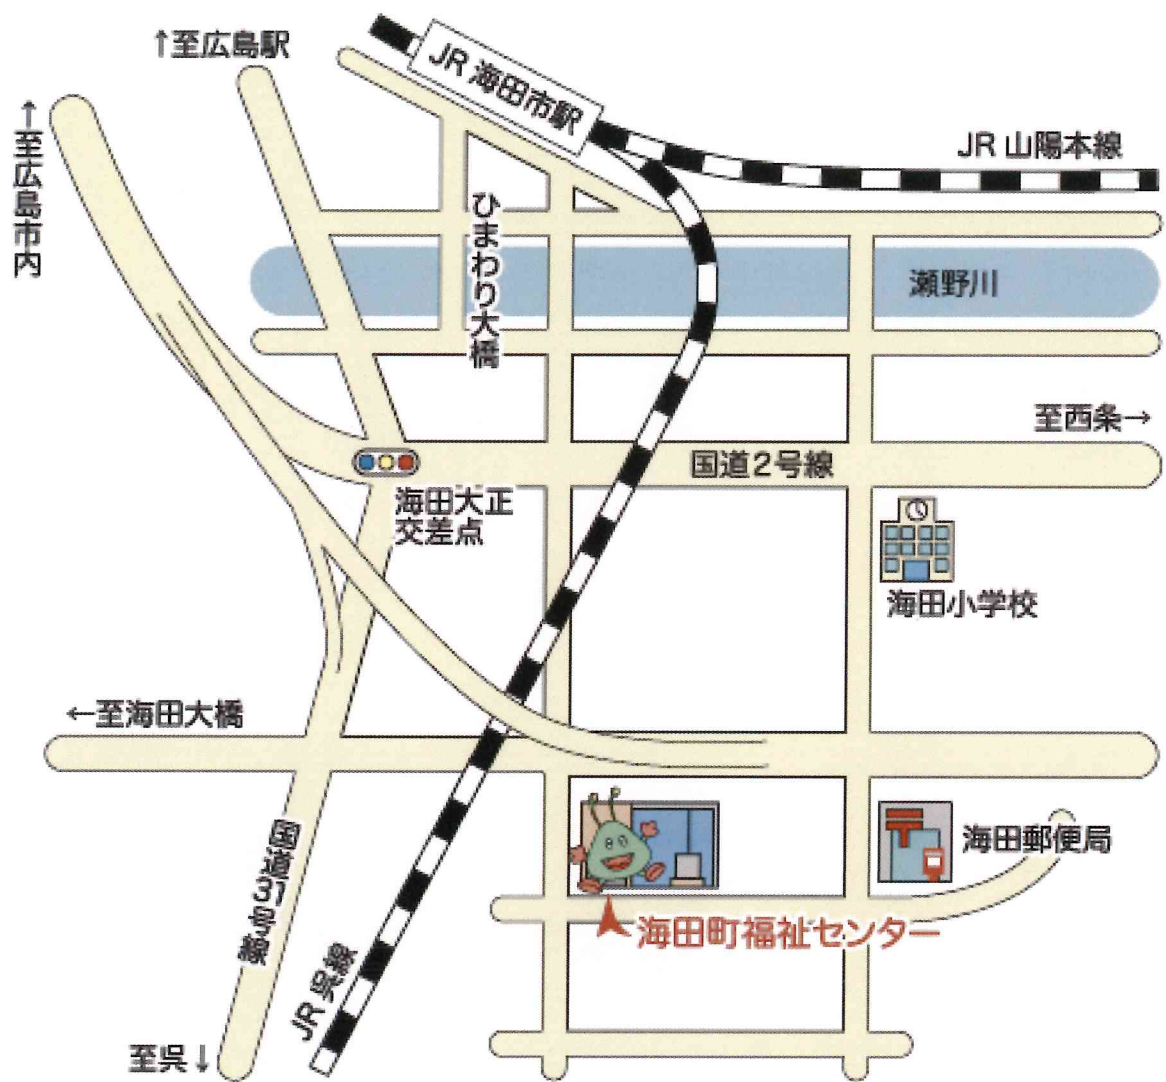 ↑至広島駅
JR 海田市駅
↑至広島市内
JR 山陽本線
ひまわり大橋
瀬野川
至西条→
国道2号線
海田大正
交差点
海田小学校
←至海田大橋
国道31号線
海田郵便局
海田町福祉センター
JR 呉線
至呉↓